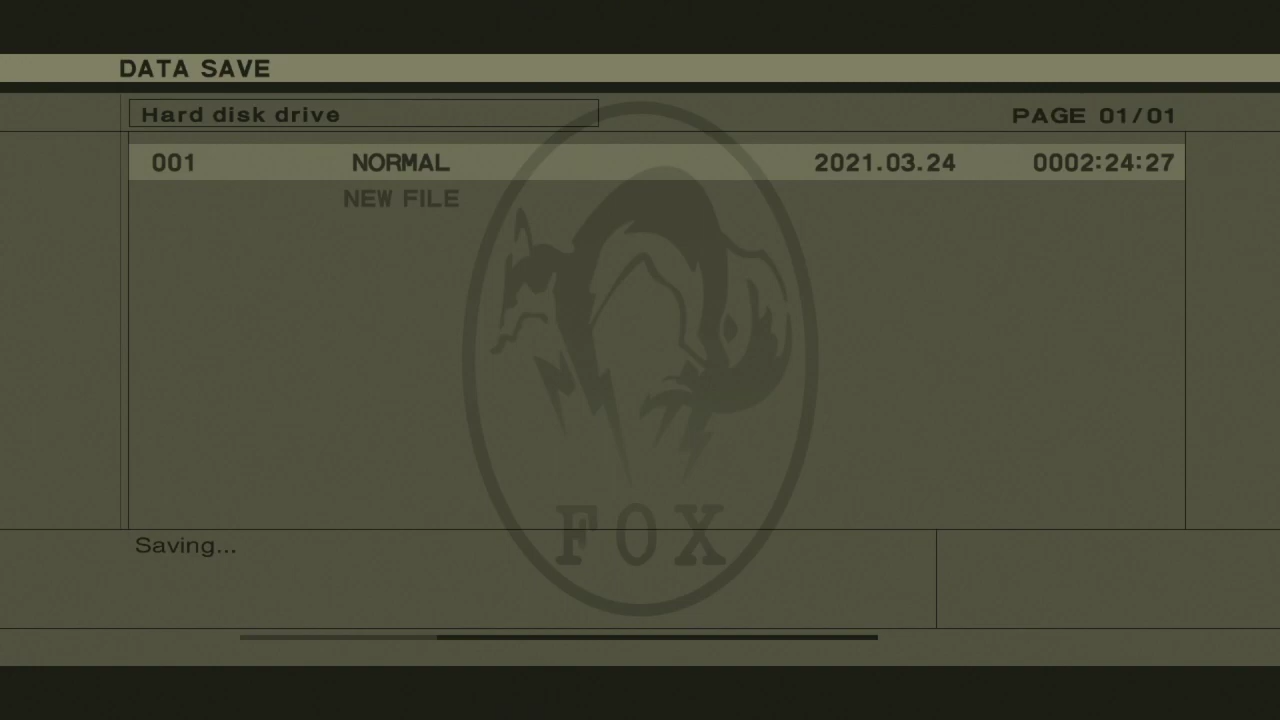 DATA SAVE
Hard disk drive PAGE 01/01
001 NORMAL 2021.03.24 0002:24:27
NEW FILE
FOX
Saving...